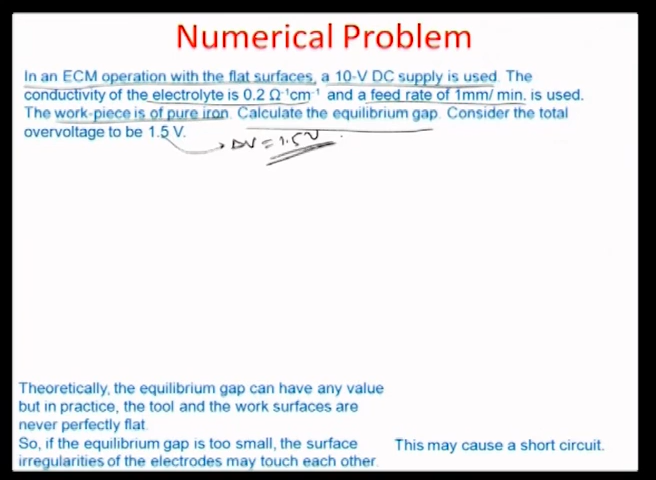 Numerical Problem
In an ECM operation with the flat surfaces, a 10-V DC supply is used. The
conductivity of the electrolyte is 0.2 Ω⁻¹cm⁻¹ and a feed rate of 1mm/ min. is used.
The work-piece is of pure iron. Calculate the equilibrium gap. Consider the total
overvoltage to be 1.5 V.
ΔV = 1.5V
Theoretically, the equilibrium gap can have any value
but in practice, the tool and the work surfaces are
never perfectly flat.
So, if the equilibrium gap is too small, the surface
irregularities of the electrodes may touch each other.
This may cause a short circuit.